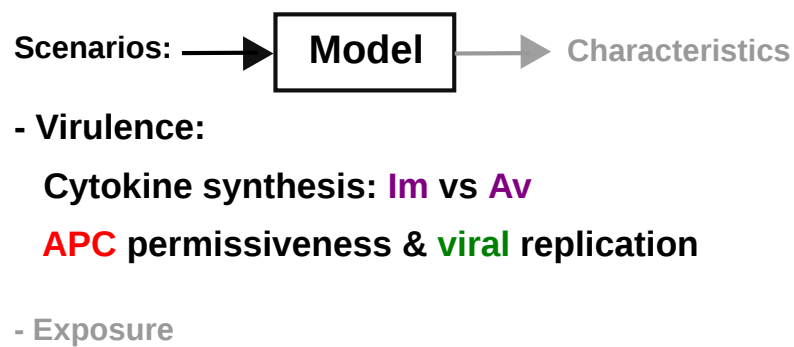 Scenarios: Model Characteristics
- Virulence:
Cytokine synthesis: Im vs Av
APC permissiveness & viral replication
- Exposure